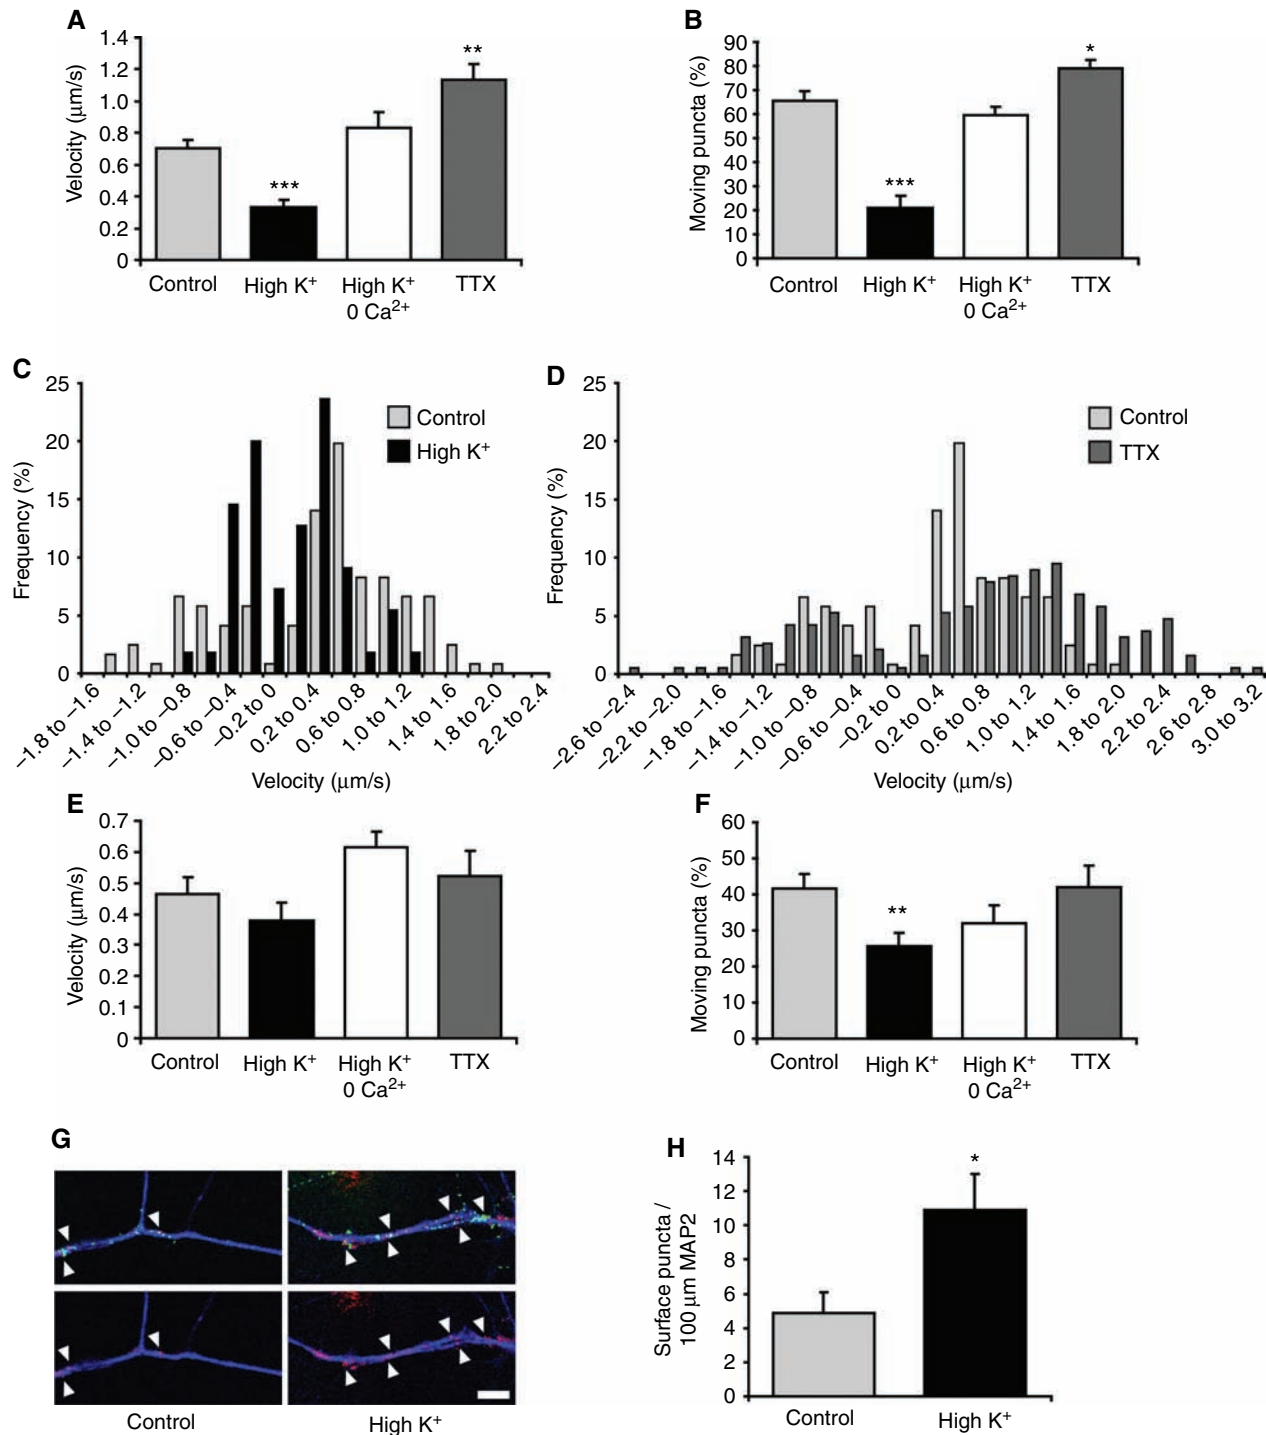 A
Velocity (μm/s)
1.4
1.2
1.0
0.8
0.6
0.4
0.2
0
***
**
Control
High K+
High K+
0 Ca2+
TTX
B
Moving puncta (%)
90
80
70
60
50
40
30
20
10
0
***
*
Control
High K+
High K+
0 Ca2+
TTX
C
Frequency (%)
25
20
15
10
5
0
Control
High K+
–1.8 to –1.6
–1.4 to –1.2
–1.0 to –0.8
–0.6 to –0.4
–0.2 to 0
0.2 to 0.4
0.6 to 0.8
1.0 to 1.2
1.4 to 1.6
1.8 to 2.0
2.2 to 2.4
Velocity (μm/s)
D
Frequency (%)
25
20
15
10
5
0
Control
TTX
–2.6 to –2.4
–2.2 to –2.0
–1.8 to –1.6
–1.4 to –1.2
–1.0 to –0.8
–0.6 to –0.4
–0.2 to 0
0.2 to 0.4
0.6 to 0.8
1.0 to 1.2
1.4 to 1.6
1.8 to 2.0
2.2 to 2.4
2.6 to 2.8
3.0 to 3.2
Velocity (μm/s)
E
Velocity (μm/s)
0.7
0.6
0.5
0.4
0.3
0.2
0.1
0
Control
High K+
High K+
0 Ca2+
TTX
F
Moving puncta (%)
60
50
40
30
20
10
0
**
Control
High K+
High K+
0 Ca2+
TTX
G
Control
High K+
H
Surface puncta /
100 μm MAP2
14
12
10
8
6
4
2
0
*
Control
High K+